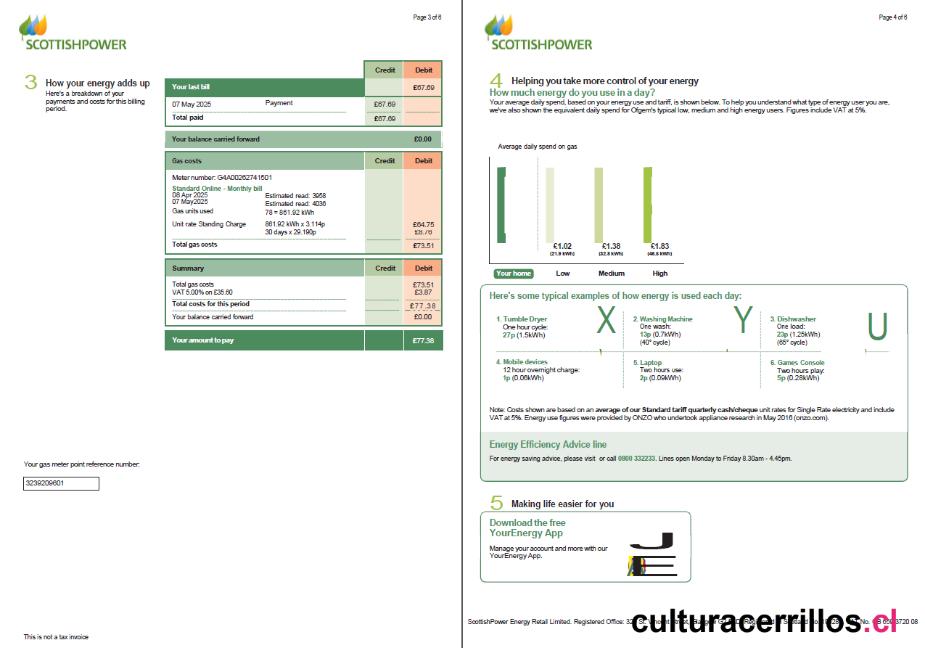 Page 3 of 6
SCOTTISHPOWER
3 How your energy adds up
Here's a breakdown of your
payments and costs for this billing
period.
Credit Debit
Your last bill £67.69
07 May 2025 Payment £67.69
Total paid £67.69
Your balance carried forward £0.00
Gas costs Credit Debit
Meter number: G4A00262741601
Standard Online - Monthly bill
08 Apr 2025 Estimated read: 3958
07 May2025 Estimated read: 4036
Gas units used 78 = 861.92 kWh
Unit rate Standing Charge 861.92 kWh x 3.114p £64.75
30 days x 29.190p £8.76
Total gas costs £73.51
Summary Credit Debit
Total gas costs £73.51
VAT 5.00% on £35.60 £3.87
Total costs for this period £77.38
Your balance carried forward £0.00
Your amount to pay £77.38
Your gas meter point reference number:
3239209601
This is not a tax invoice
Page 4 of 6
SCOTTISHPOWER
4 Helping you take more control of your energy
How much energy do you use in a day?
Your average daily spend, based on your energy use and tariff, is shown below. To help you understand what type of energy user you are,
we've also shown the equivalent daily spend for Ofgem's typical low, medium and high energy users. Figures include VAT at 5%.
Average daily spend on gas
£1.02 £1.38 £1.83
(21.9 kWh) (32.8 kWh) (46.6 kWh)
Your home Low Medium High
Here's some typical examples of how energy is used each day:
1. Tumble Dryer
One hour cycle:
27p (1.5kWh)
X
2. Washing Machine
One wash:
13p (0.7kWh)
(40° cycle)
Y
3. Dishwasher
One load:
23p (1.25kWh)
(65° cycle)
U
4. Mobile devices
12 hour overnight charge:
1p (0.06kWh)
5. Laptop
Two hours use:
2p (0.09kWh)
6. Games Console
Two hours play:
5p (0.28kWh)
Note: Costs shown are based on an average of our Standard tariff quarterly cash/cheque unit rates for Single Rate electricity and include
VAT at 5%. Energy use figures were provided by ONZO who undertook appliance research in May 2016 (onzo.com).
Energy Efficiency Advice line
For energy saving advice, please visit or call 0800 332233. Lines open Monday to Friday 8.30am - 4.45pm.
5 Making life easier for you
Download the free
YourEnergy App
Manage your account and more with our
YourEnergy App.
ScottishPower Energy Retail Limited. Registered Office: 320 St. Vincent Street, Glasgow
culturacerrillos.cl